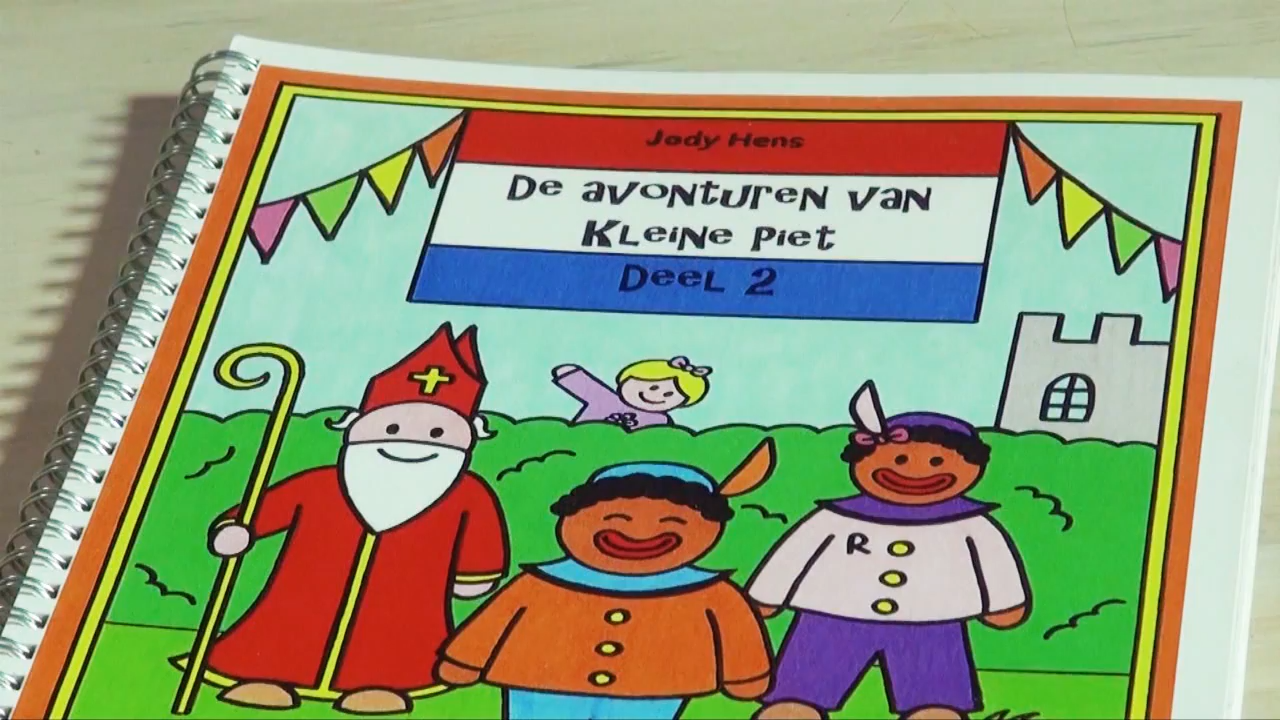 Jody Hens
De avonturen van
Kleine Piet
Deel 2
R